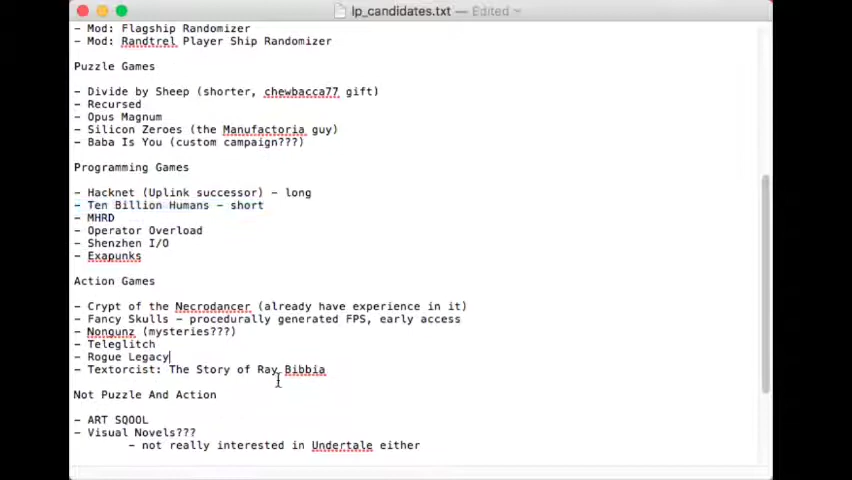 lp_candidates.txt — Edited
- Mod: Flagship Randomizer
- Mod: Randtrel Player Ship Randomizer
Puzzle Games
- Divide by Sheep (shorter, chewbacca77 gift)
- Recursed
- Opus Magnum
- Silicon Zeroes (the Manufactoria guy)
- Baba Is You (custom campaign???)
Programming Games
- Hacknet (Uplink successor) - long
- Ten Billion Humans - short
- MHRD
- Operator Overload
- Shenzhen I/O
- Exapunks
Action Games
- Crypt of the Necrodancer (already have experience in it)
- Fancy Skulls - procedurally generated FPS, early access
- Nongunz (mysteries???)
- Teleglitch
- Rogue Legacy
- Textorcist: The Story of Ray Bibbia
Not Puzzle And Action
- ART SQOOL
- Visual Novels???
- not really interested in Undertale either